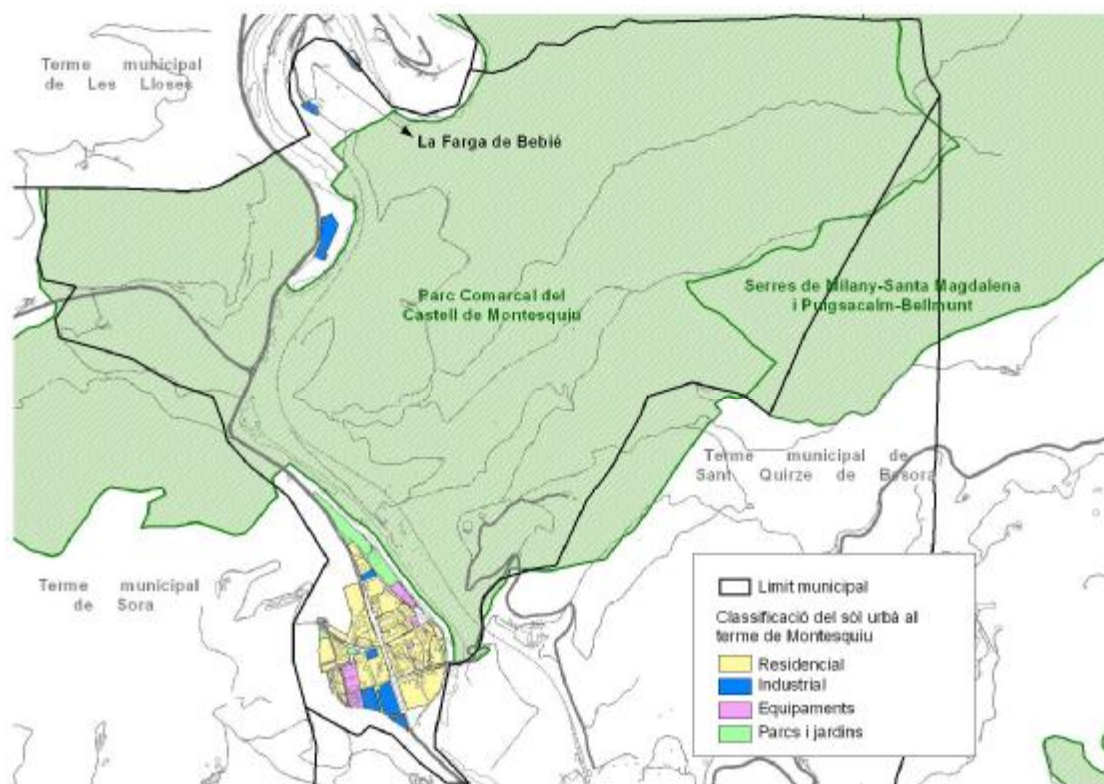 Terme municipal
de Les Lloses
La Farga de Bebié
Parc Comarcal del
Castell de Montesquiu
Serres de Milany-Santa Magdalena
i Puigsacalm-Bellmunt
Terme municipal de
Sant Quirze de Besora
Terme municipal
de Sora
Límit municipal
Classificació del sòl urbà al
terme de Montesquiu
Residencial
Industrial
Equipaments
Parcs i jardins